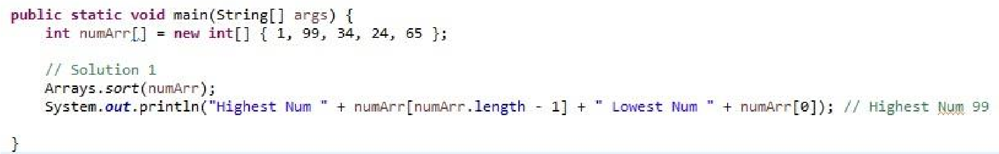 public static void main(String[] args) {
int numArr[] = new int[] { 1, 99, 34, 24, 65 };
// Solution 1
Arrays.sort(numArr);
System.out.println("Highest Num " + numArr[numArr.length - 1] + " Lowest Num " + numArr[0]); // Highest Num 99
}